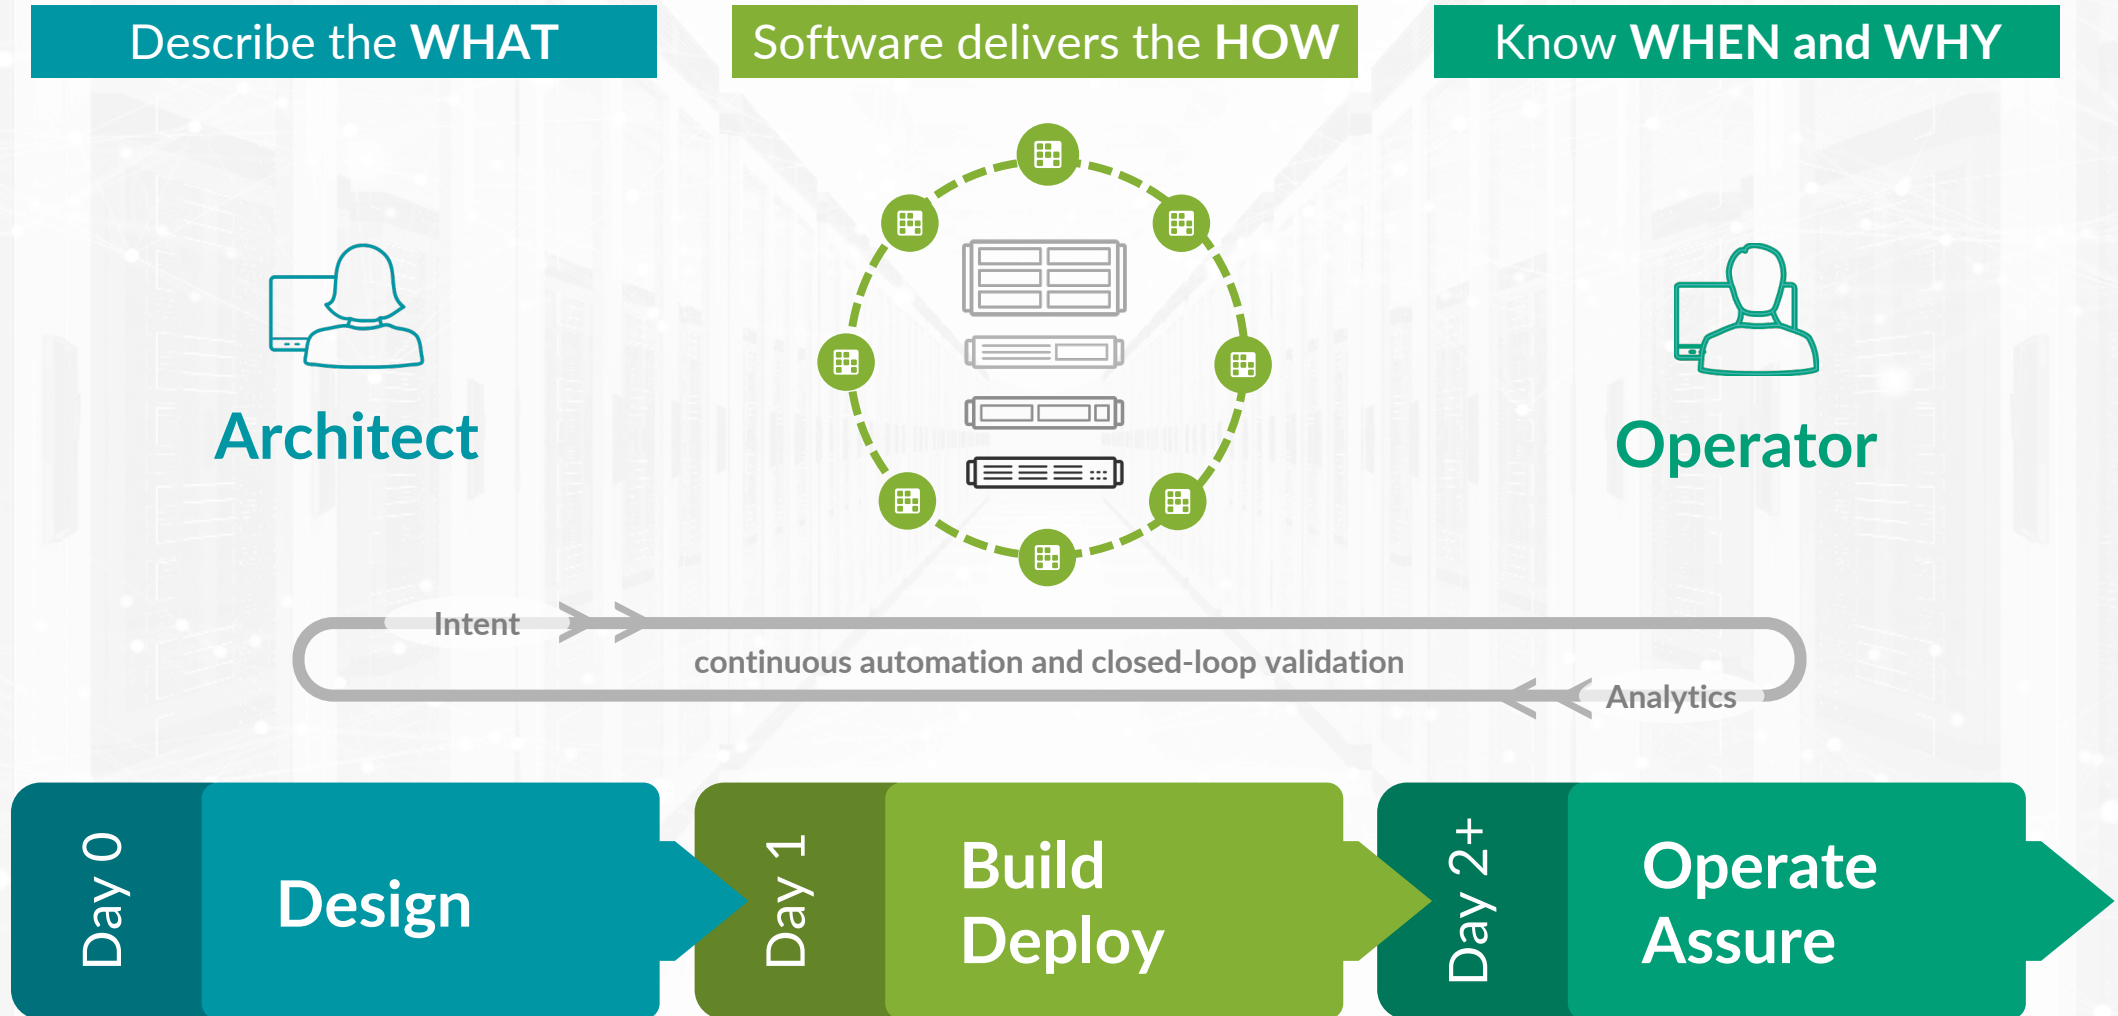 Describe the WHAT
Software delivers the HOW
Know WHEN and WHY
Architect
Operator
Intent
continuous automation and closed-loop validation
Analytics
Day 0
Design
Day 1
Build
Deploy
Day 2+
Operate
Assure